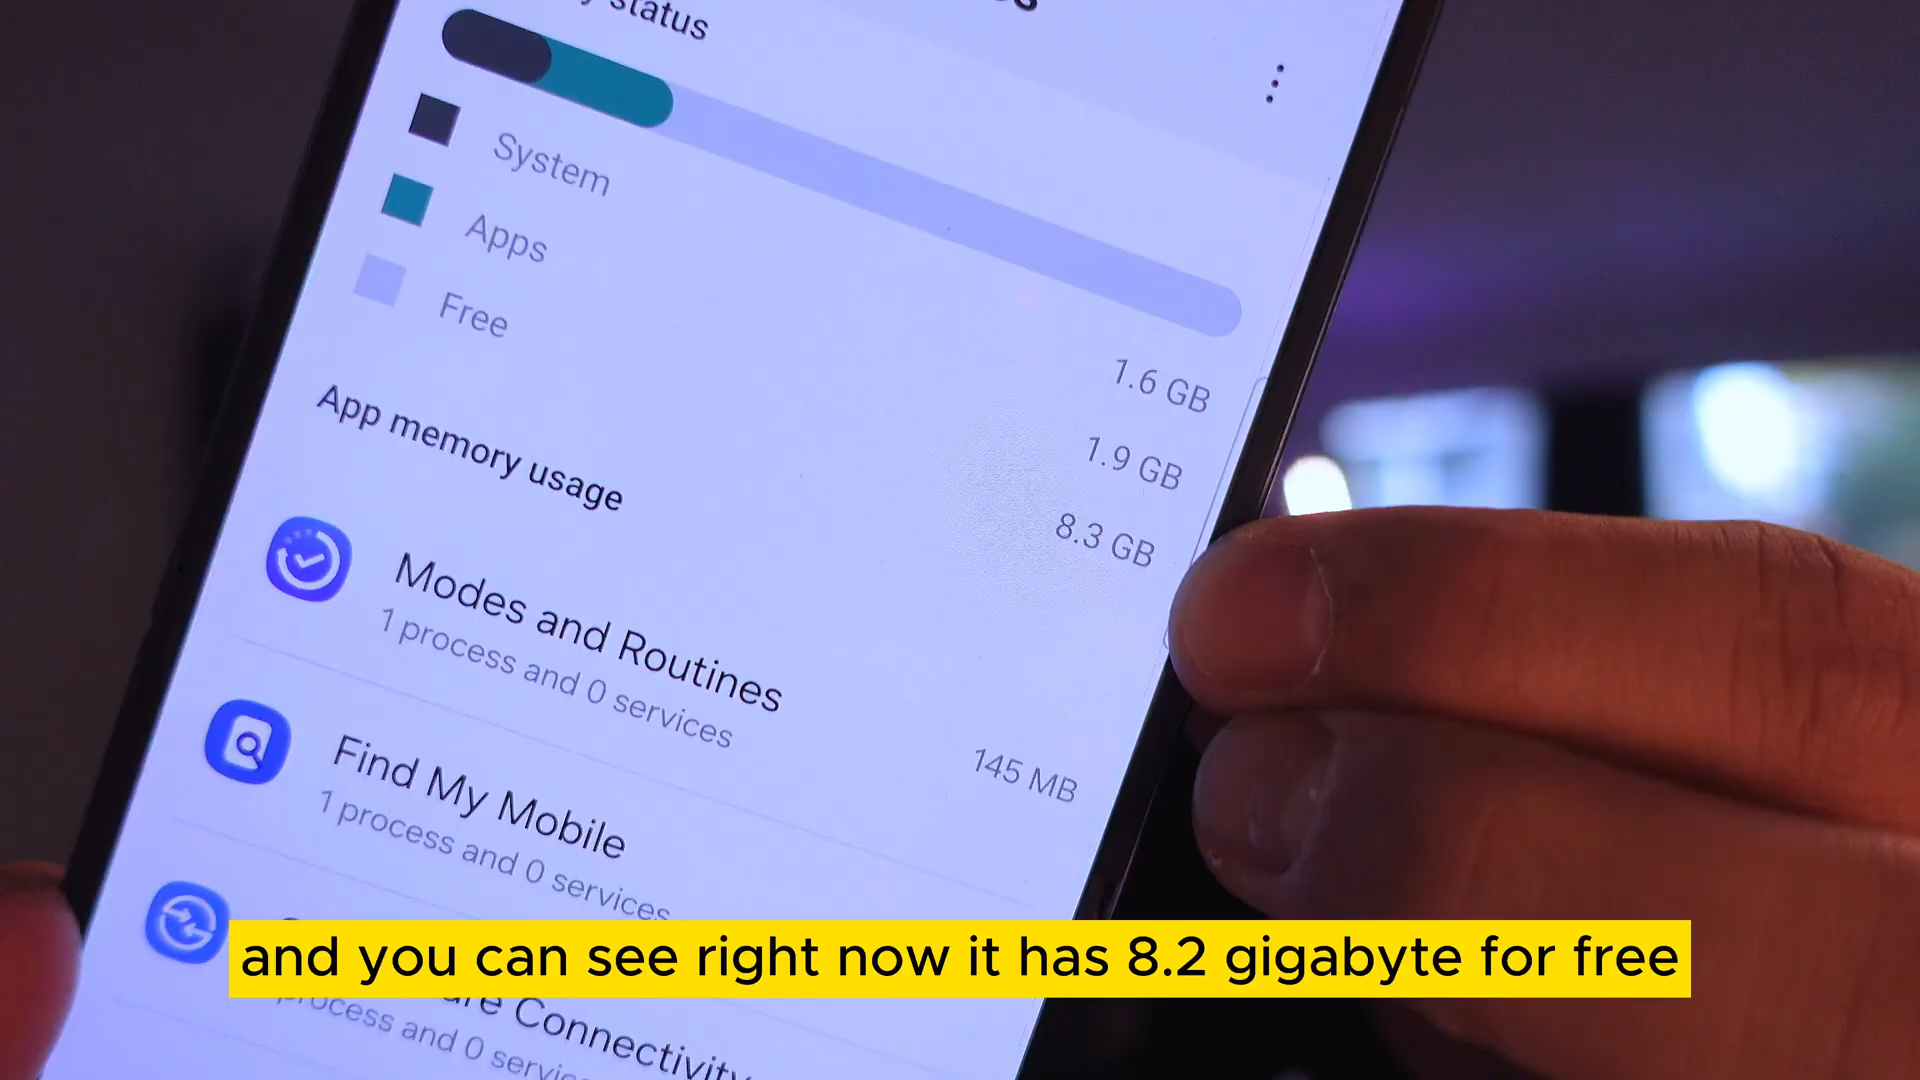 status
System
1.6 GB
Apps
1.9 GB
Free
8.3 GB
App memory usage
Modes and Routines
1 process and 0 services
145 MB
Find My Mobile
1 process and 0 services
and you can see right now it has 8.2 gigabyte for free
Connectivity
process and 0